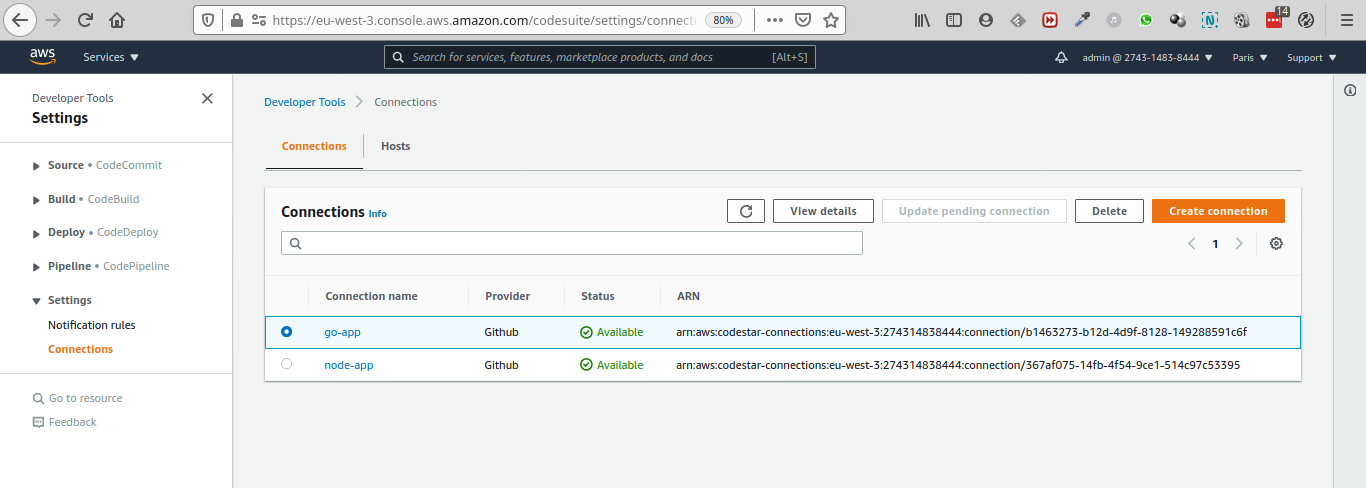 https://eu-west-3.console.aws.amazon.com/codesuite/settings/connecti
80%
14
aws
Services
Search for services, features, marketplace products, and docs
[Alt+S]
admin @ 2743-1483-8444
Paris
Support
Developer Tools
Settings
Source • CodeCommit
Build • CodeBuild
Deploy • CodeDeploy
Pipeline • CodePipeline
Settings
Notification rules
Connections
Go to resource
Feedback
Developer Tools
Connections
Connections
Hosts
Connections Info
View details
Update pending connection
Delete
Create connection
1
Connection name Provider Status ARN
go-app Github Available arn:aws:codestar-connections:eu-west-3:274314838444:connection/b1463273-b12d-4d9f-8128-149288591c6f
node-app Github Available arn:aws:codestar-connections:eu-west-3:274314838444:connection/367af075-14fb-4f54-9ce1-514c97c53395